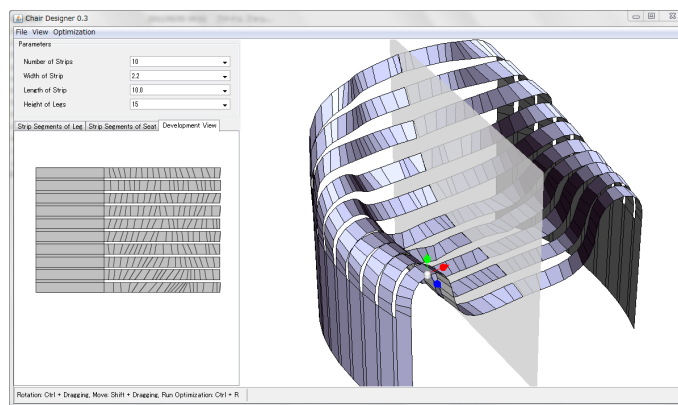 Chair Designer 0.3
File View Optimization
Parameters
Number of Strips 10
Width of Strip 2.2
Length of Strip 10.0
Height of Legs 15
Strip Segments of Leg Strip Segments of Seat Development View
Rotation: Ctrl + Dragging, Move: Shift + Dragging, Run Optimization: Ctrl + R